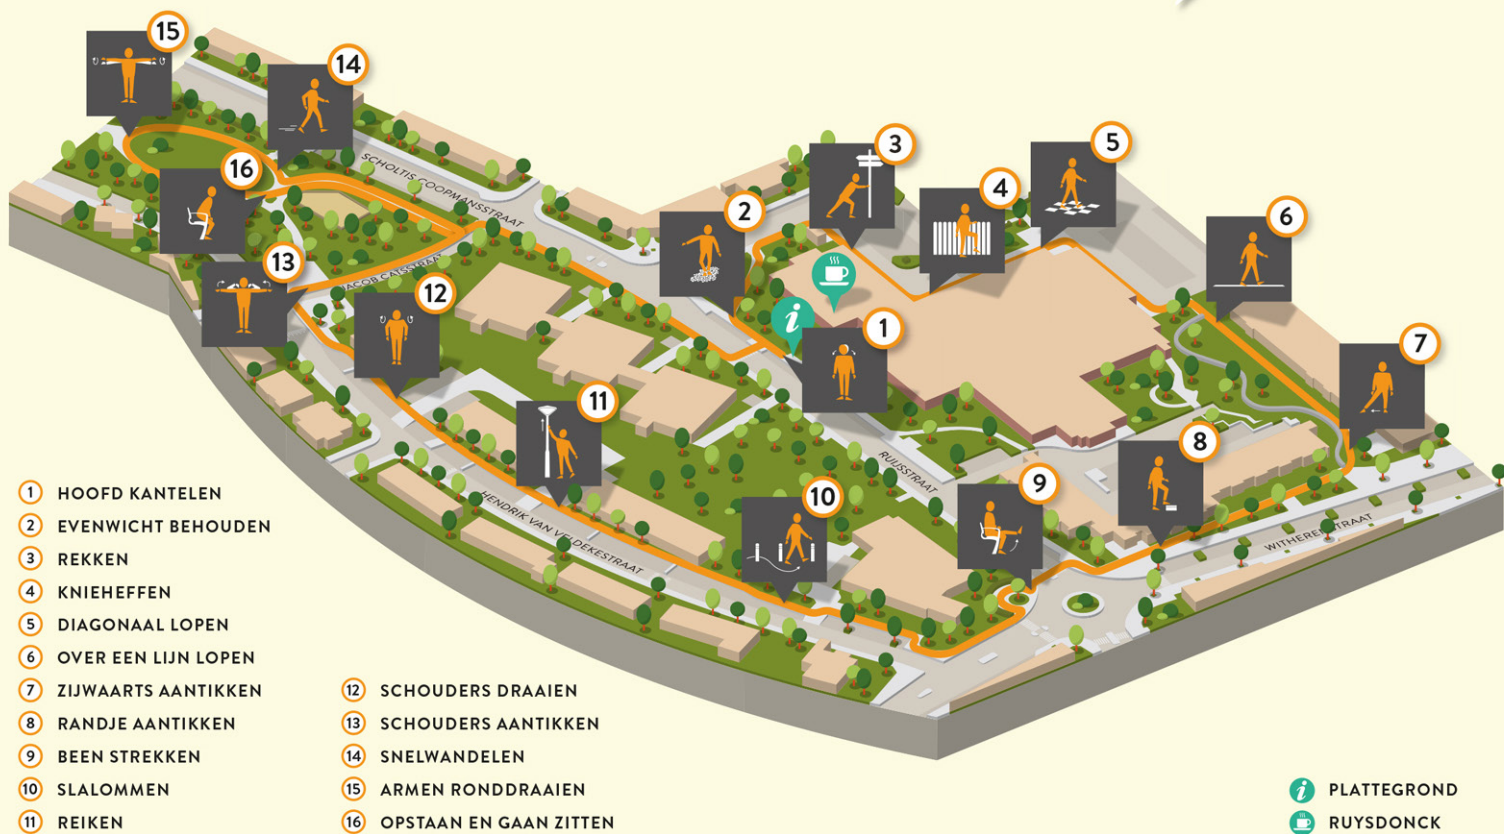 15
14
SCHOLTIS COOPMANSSTRAAT
16
13
JACOB CATSSTRAAT
12
2
3
4
5
6
7
1
11
HENDRIK VAN VELDEKESTRAAT
10
RUIJSSTRAAT
9
8
WITHERENSTRAAT
1 HOOFD KANTELEN
2 EVENWICHT BEHOUDEN
3 REKKEN
4 KNIEHEFFEN
5 DIAGONAAL LOPEN
6 OVER EEN LIJN LOPEN
7 ZIJWAARTS AANTIKKEN
8 RANDJE AANTIKKEN
9 BEEN STREKKEN
10 SLALOMMEN
11 REIKEN
12 SCHOUDERS DRAAIEN
13 SCHOUDERS AANTIKKEN
14 SNELWANDELEN
15 ARMEN RONDDRAAIEN
16 OPSTAAN EN GAAN ZITTEN
i PLATTEGROND
RUYSDONCK